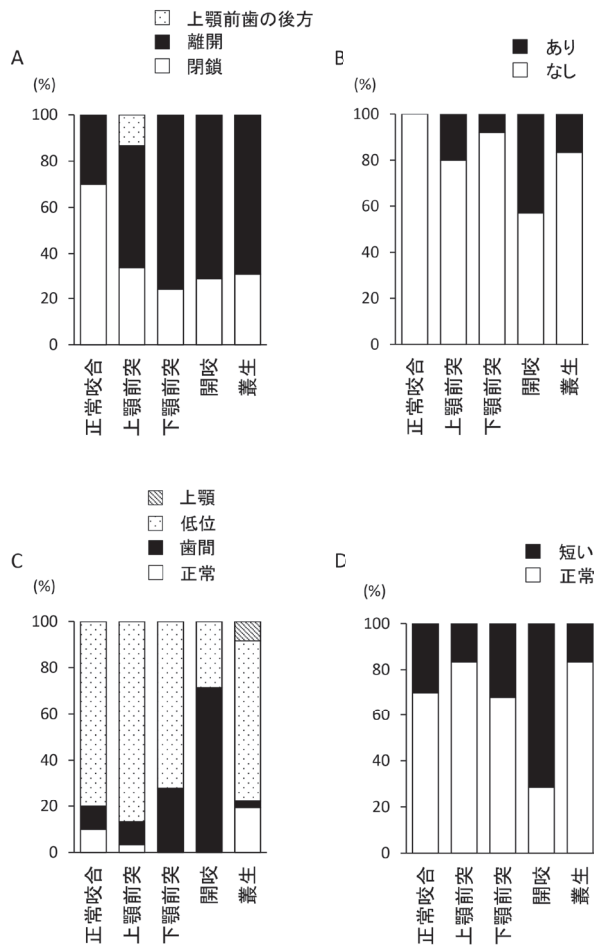 上顎前歯の後方
離開
閉鎖
A
(%)
100
80
60
40
20
0
正常咬合
上顎前突
下顎前突
開咬
叢生
あり
なし
B
(%)
100
80
60
40
20
0
正常咬合
上顎前突
下顎前突
開咬
叢生
上顎
低位
歯間
正常
C
(%)
100
80
60
40
20
0
正常咬合
上顎前突
下顎前突
開咬
叢生
短い
正常
D
(%)
100
80
60
40
20
0
正常咬合
上顎前突
下顎前突
開咬
叢生